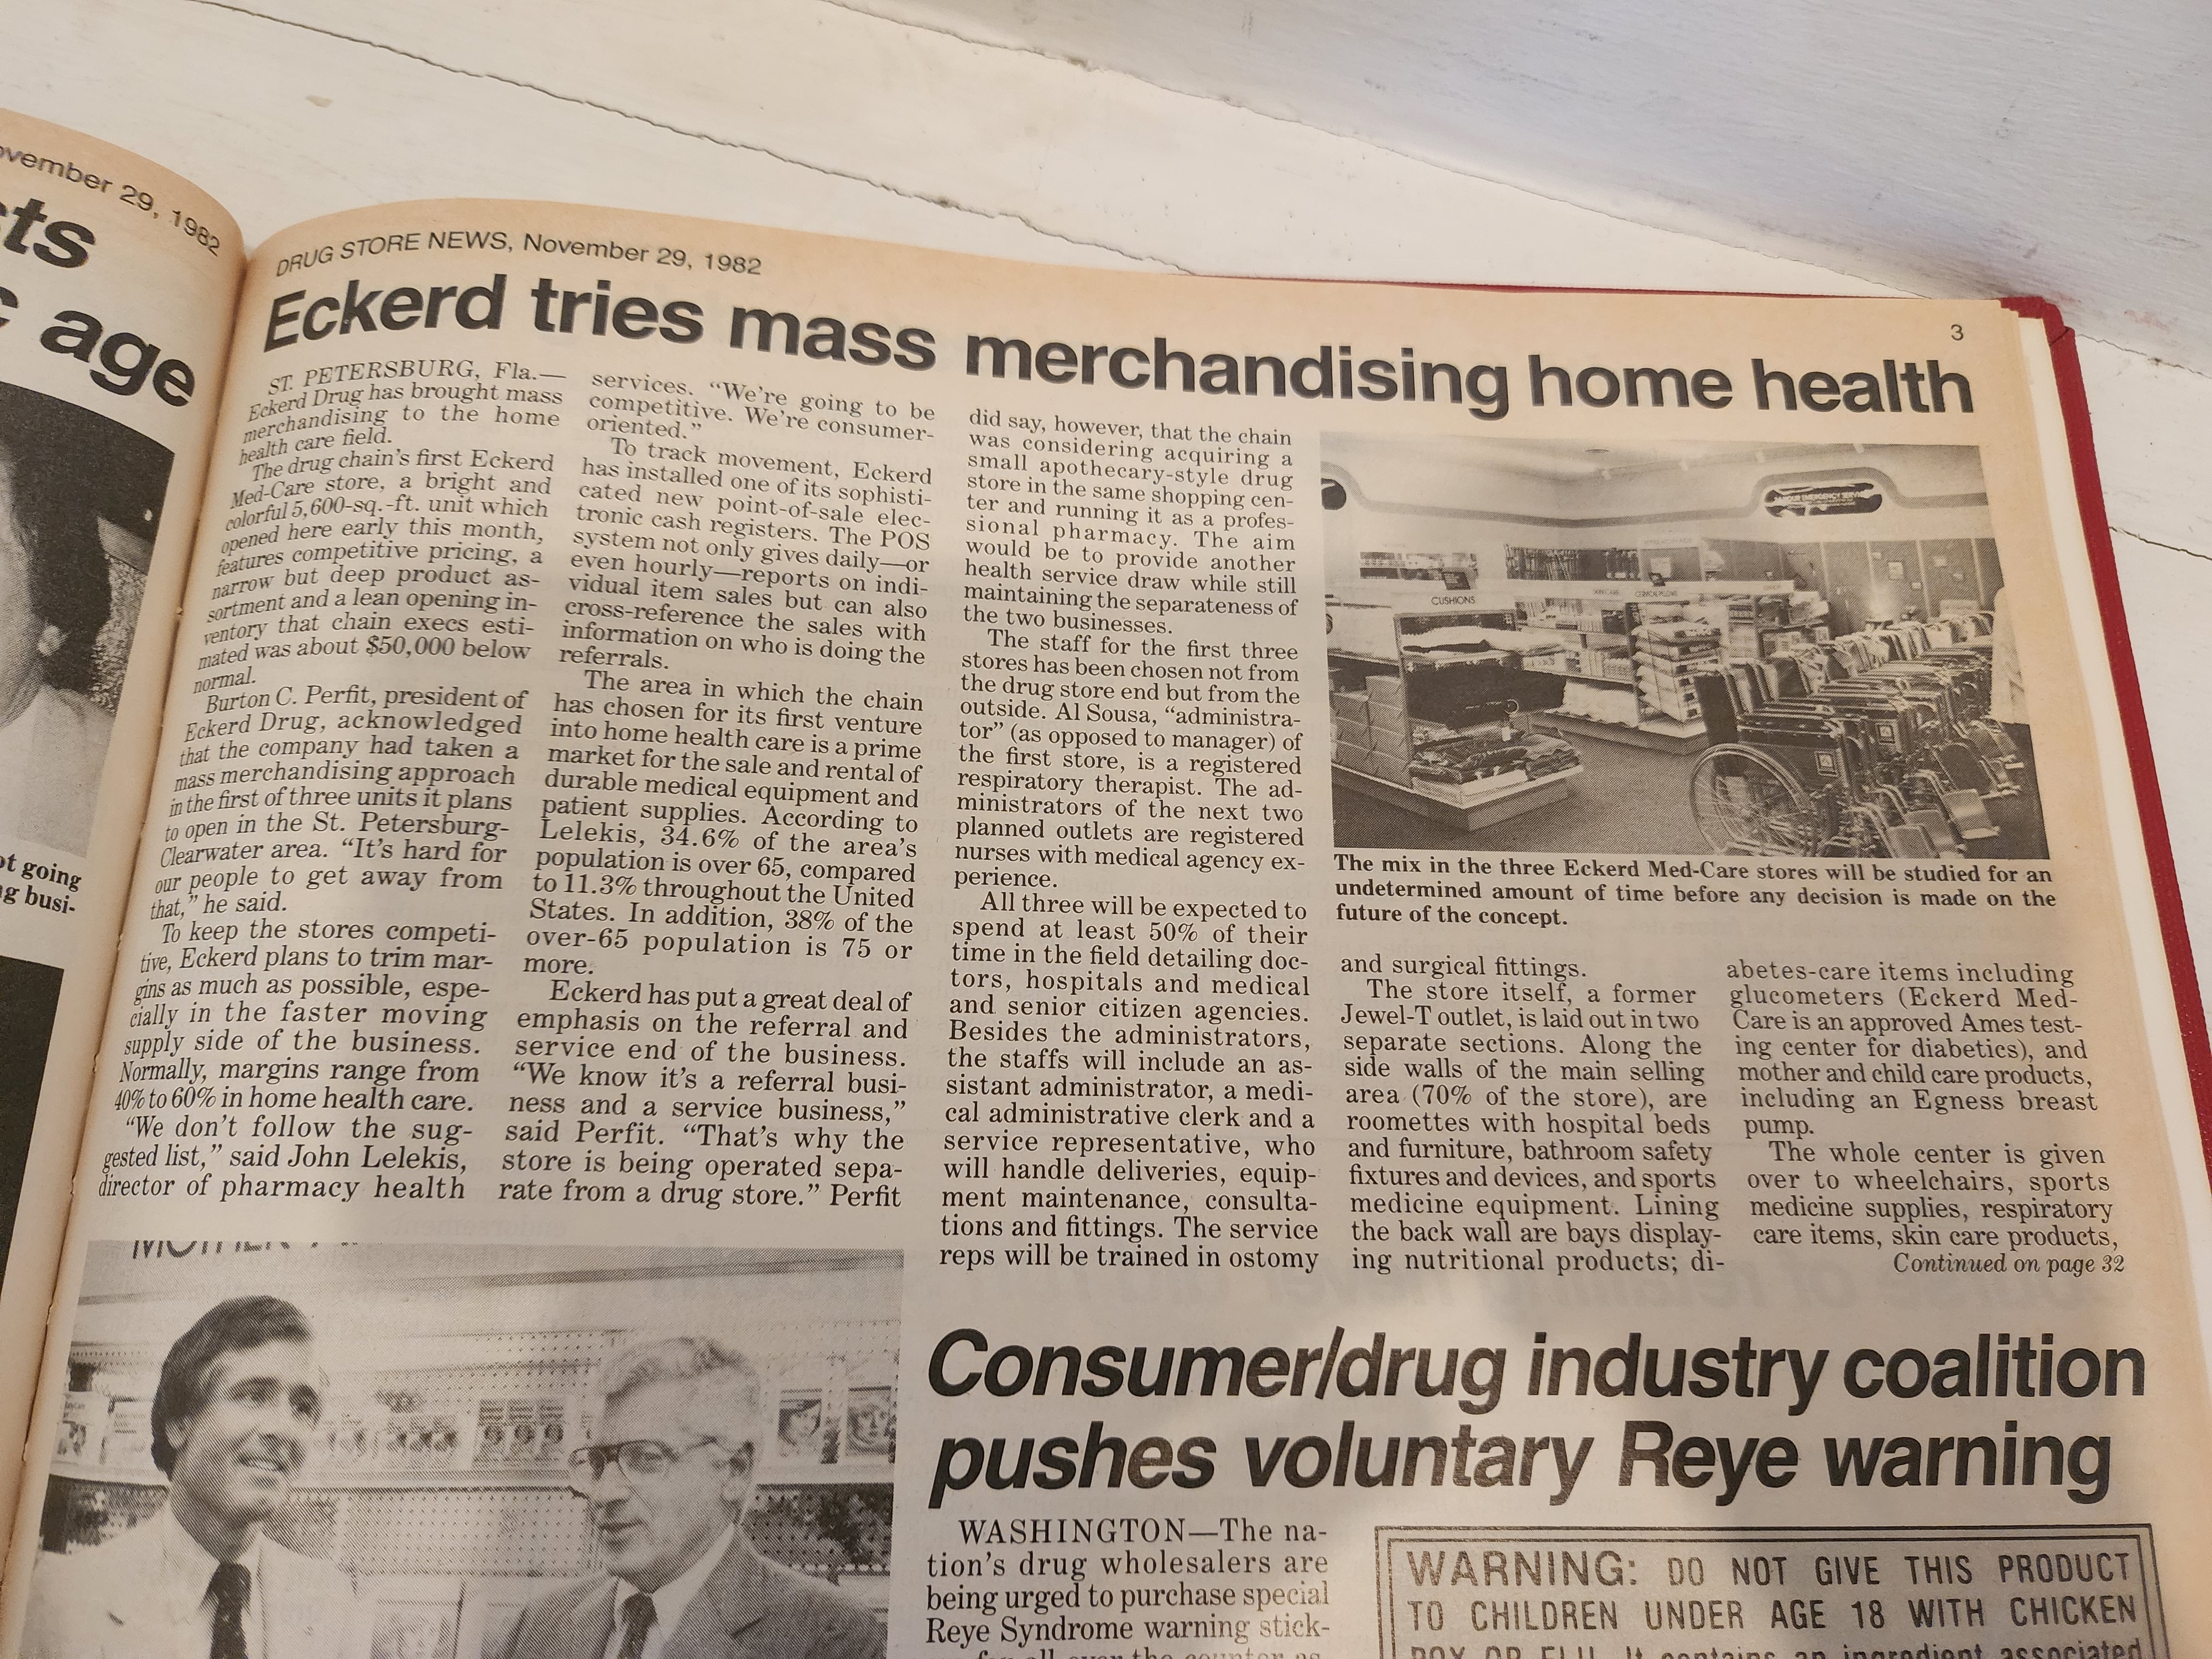 ovember 29, 1982
ts
age
ot going
g busi-
DRUG STORE NEWS, November 29, 1982
3
Eckerd tries mass merchandising home health
ST. PETERSBURG, Fla.—
Eckerd Drug has brought mass
merchandising to the home
health care field.
The drug chain's first Eckerd
Med-Care store, a bright and
colorful 5,600-sq.-ft. unit which
opened here early this month,
features competitive pricing, a
narrow but deep product as-
sortment and a lean opening in-
ventory that chain execs esti-
mated was about $50,000 below
normal.
Burton C. Perfit, president of
Eckerd Drug, acknowledged
that the company had taken a
mass merchandising approach
in the first of three units it plans
to open in the St. Petersburg-
Clearwater area. “It's hard for
our people to get away from
that,” he said.
To keep the stores competi-
tive, Eckerd plans to trim mar-
gins as much as possible, espe-
cially in the faster moving
supply side of the business.
Normally, margins range from
40% to 60% in home health care.
“We don't follow the sug-
gested list,” said John Lelekis,
director of pharmacy health
services. “We're going to be
competitive. We're consumer-
oriented.”
To track movement, Eckerd
has installed one of its sophisti-
cated new point-of-sale elec-
tronic cash registers. The POS
system not only gives daily—or
even hourly—reports on indi-
vidual item sales but can also
cross-reference the sales with
information on who is doing the
referrals.
The area in which the chain
has chosen for its first venture
into home health care is a prime
market for the sale and rental of
durable medical equipment and
patient supplies. According to
Lelekis, 34.6% of the area's
population is over 65, compared
to 11.3% throughout the United
States. In addition, 38% of the
over-65 population is 75 or
more.
Eckerd has put a great deal of
emphasis on the referral and
service end of the business.
“We know it's a referral busi-
ness and a service business,”
said Perfit. “That's why the
store is being operated sepa-
rate from a drug store.” Perfit
did say, however, that the chain
was considering acquiring a
small apothecary-style drug
store in the same shopping cen-
ter and running it as a profes-
sional pharmacy. The aim
would be to provide another
health service draw while still
maintaining the separateness of
the two businesses.
The staff for the first three
stores has been chosen not from
the drug store end but from the
outside. Al Sousa, “administra-
tor” (as opposed to manager) of
the first store, is a registered
respiratory therapist. The ad-
ministrators of the next two
planned outlets are registered
nurses with medical agency ex-
perience.
All three will be expected to
spend at least 50% of their
time in the field detailing doc-
tors, hospitals and medical
and senior citizen agencies.
Besides the administrators,
the staffs will include an as-
sistant administrator, a medi-
cal administrative clerk and a
service representative, who
will handle deliveries, equip-
ment maintenance, consulta-
tions and fittings. The service
reps will be trained in ostomy
CUSHIONS
The mix in the three Eckerd Med-Care stores will be studied for an
undetermined amount of time before any decision is made on the
future of the concept.
and surgical fittings.
The store itself, a former
Jewel-T outlet, is laid out in two
separate sections. Along the
side walls of the main selling
area (70% of the store), are
roomettes with hospital beds
and furniture, bathroom safety
fixtures and devices, and sports
medicine equipment. Lining
the back wall are bays display-
ing nutritional products; di-
abetes-care items including
glucometers (Eckerd Med-
Care is an approved Ames test-
ing center for diabetics), and
mother and child care products,
including an Egness breast
pump.
The whole center is given
over to wheelchairs, sports
medicine supplies, respiratory
care items, skin care products,
Continued on page 32
Consumer/drug industry coalition
pushes voluntary Reye warning
WASHINGTON—The na-
tion's drug wholesalers are
being urged to purchase special
Reye Syndrome warning stick-
WARNING: DO NOT GIVE THIS PRODUCT
TO CHILDREN UNDER AGE 18 WITH CHICKEN
POX OR FLU. It contains an ingredient associated